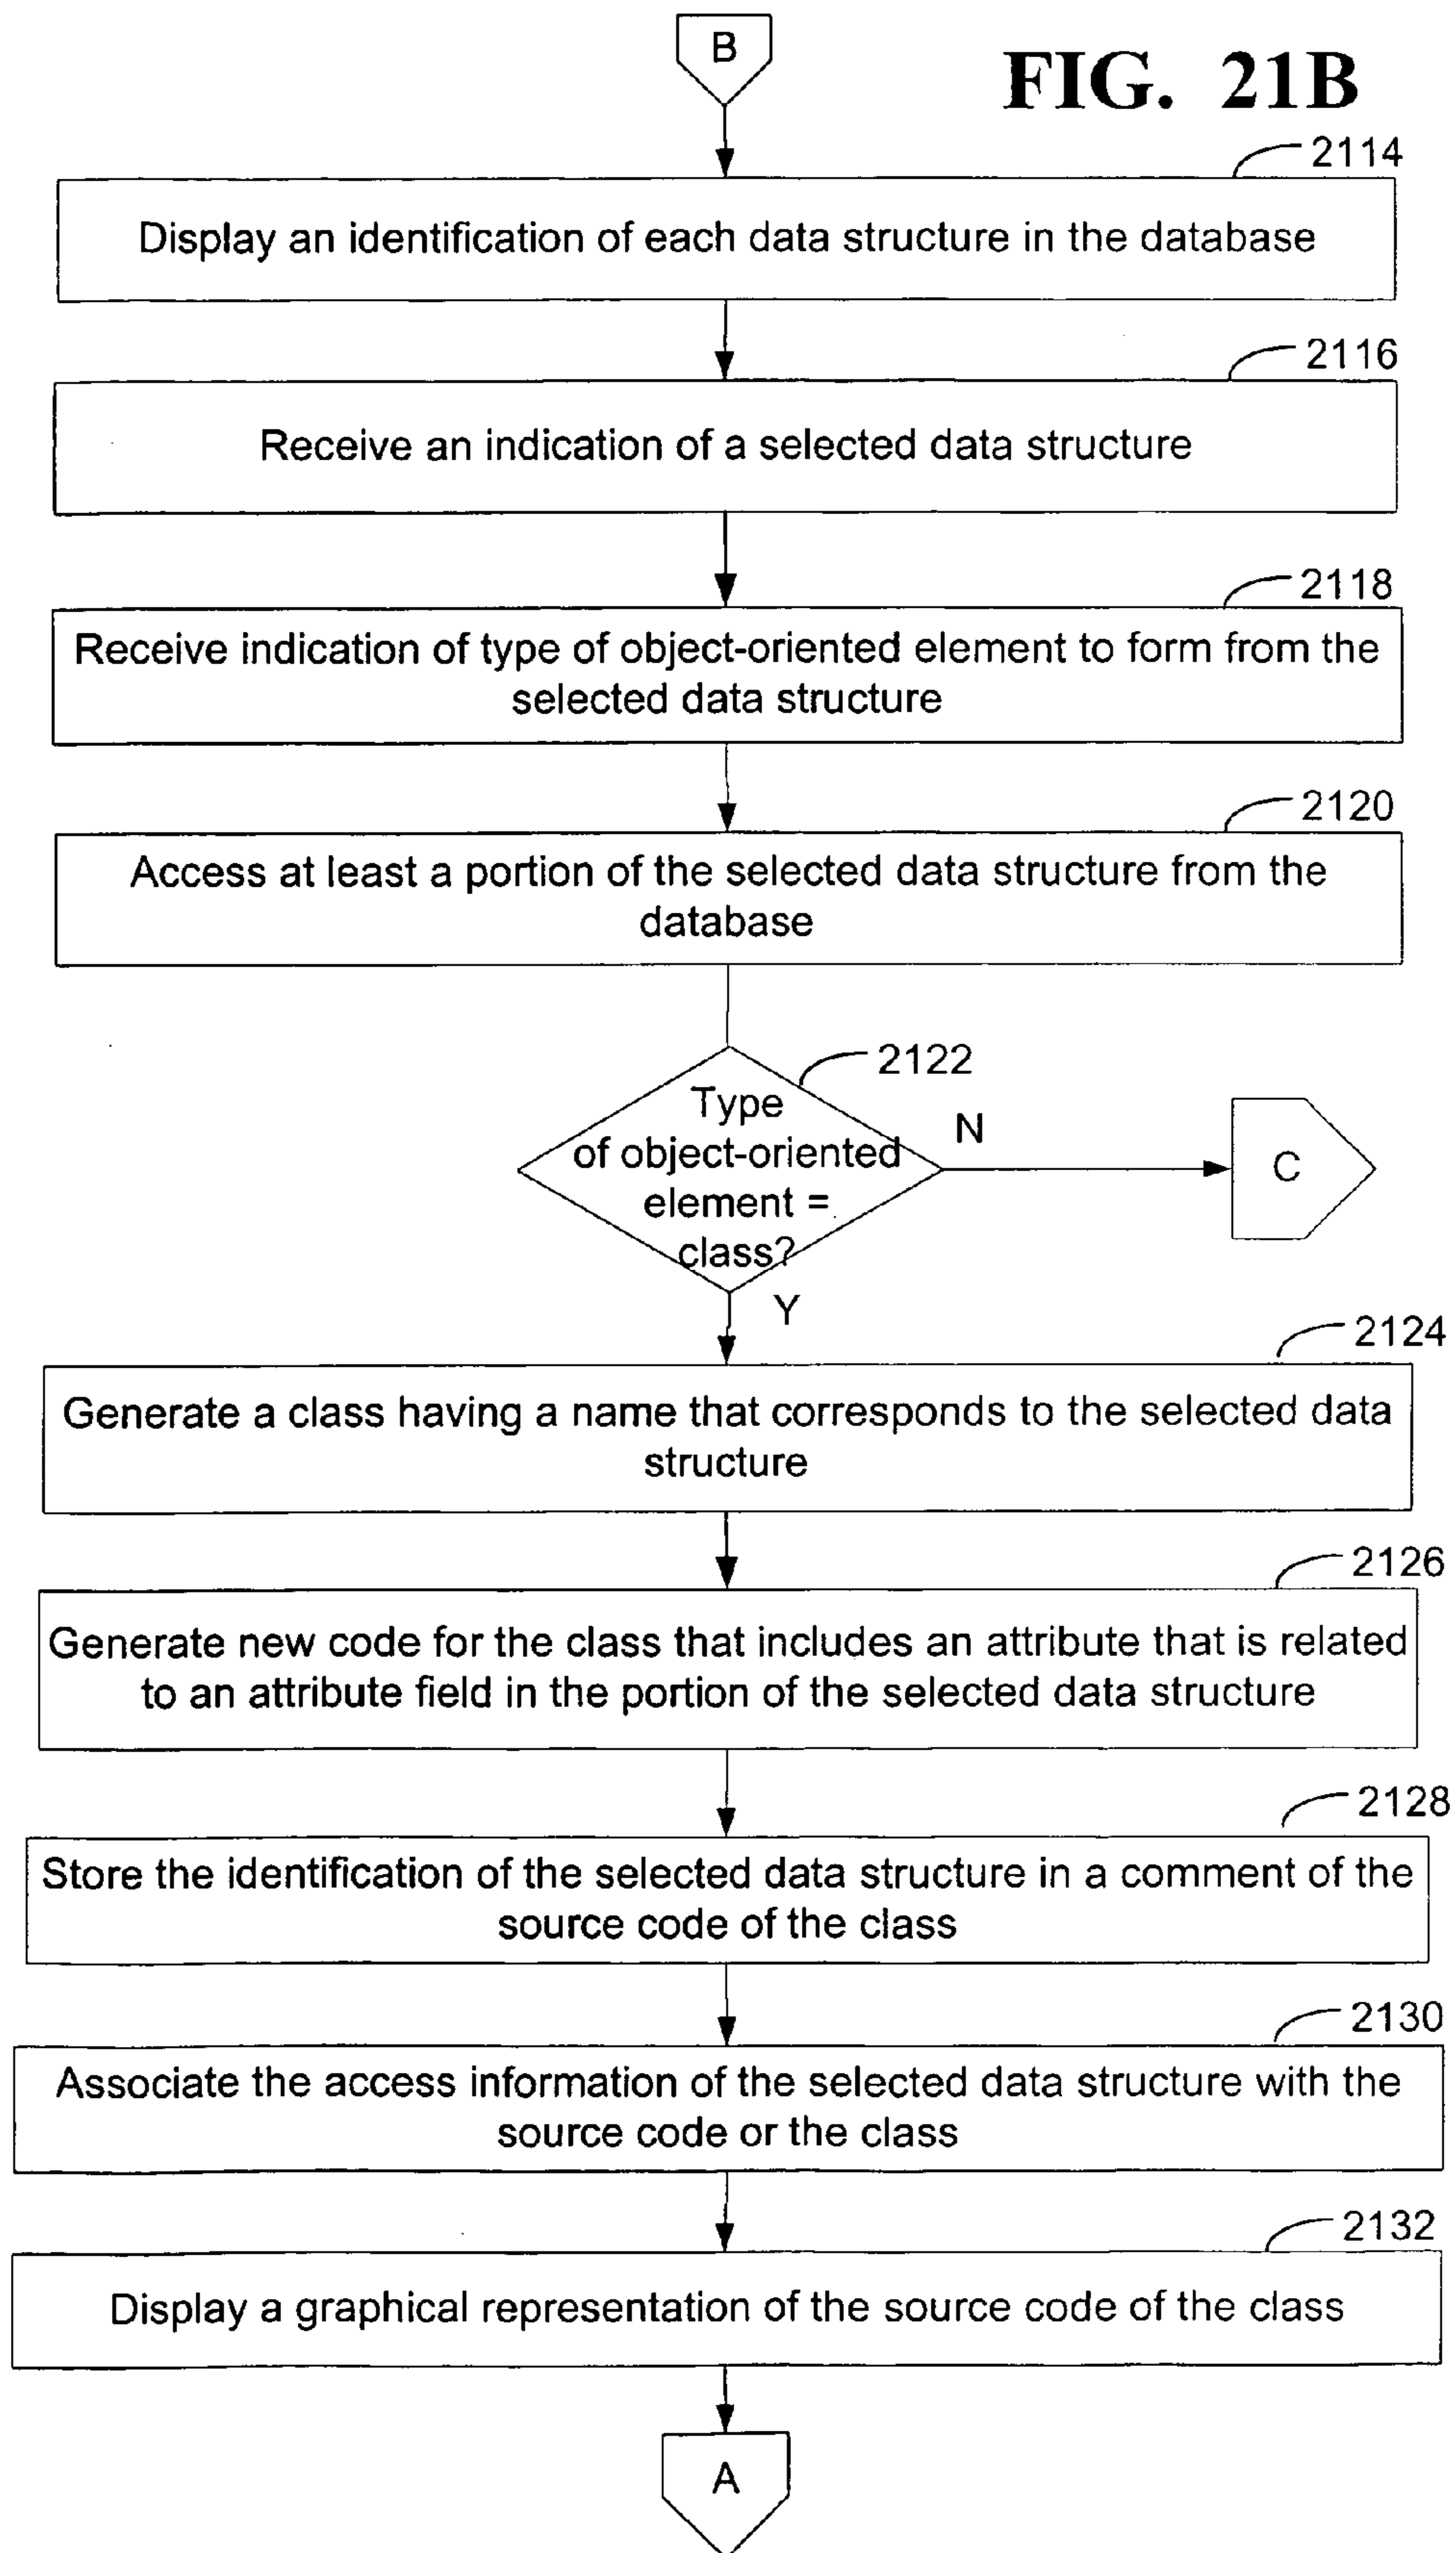 B
FIG. 21B
2114
Display an identification of each data structure in the database
2116
Receive an indication of a selected data structure
2118
Receive indication of type of object-oriented element to form from the
selected data structure
2120
Access at least a portion of the selected data structure from the
database
2122
Type
of object-oriented
element =
class?
N
C
Y
2124
Generate a class having a name that corresponds to the selected data
structure
2126
Generate new code for the class that includes an attribute that is related
to an attribute field in the portion of the selected data structure
2128
Store the identification of the selected data structure in a comment of the
source code of the class
2130
Associate the access information of the selected data structure with the
source code or the class
2132
Display a graphical representation of the source code of the class
A